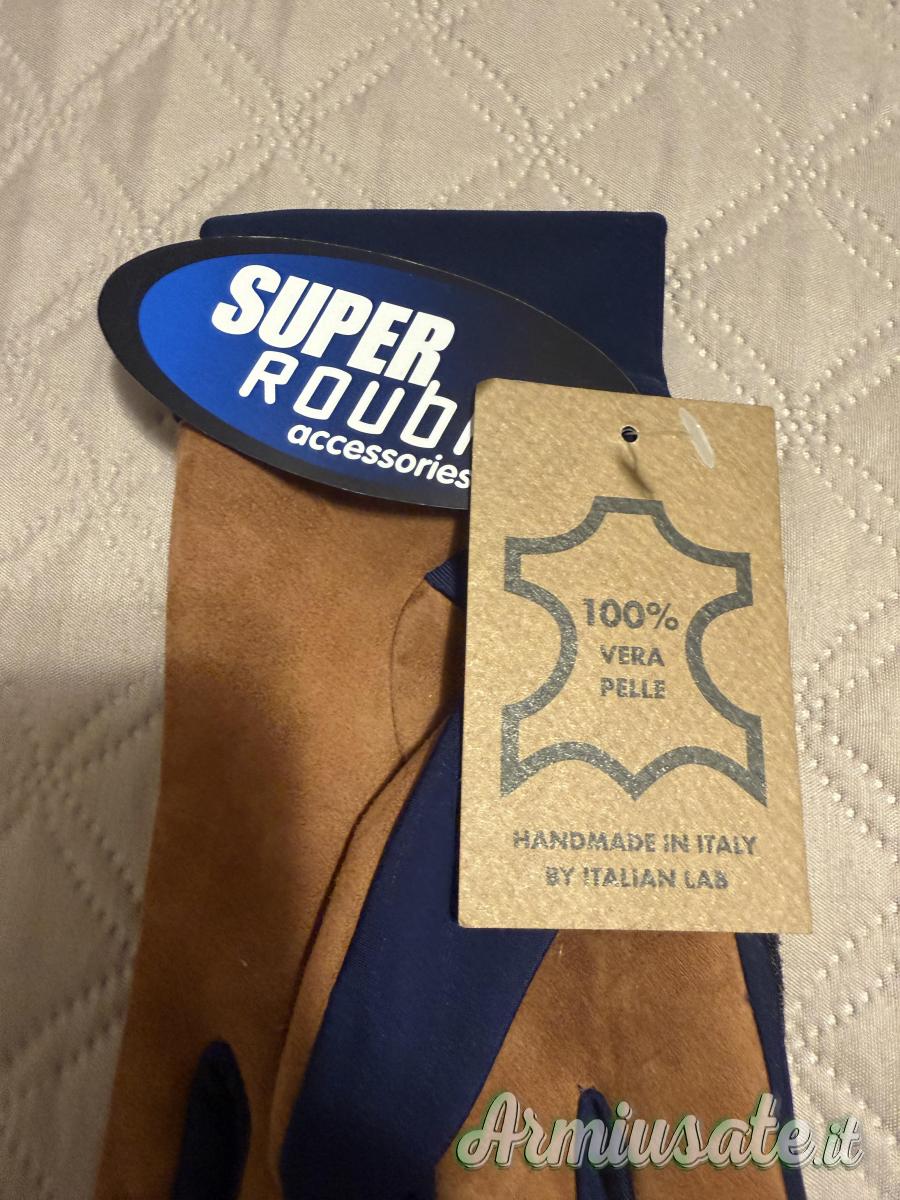 SUPER
accessories
100%
VERA
PELLE
HANDMADE IN ITALY
BY ITALIAN LAB
Armiusate.it